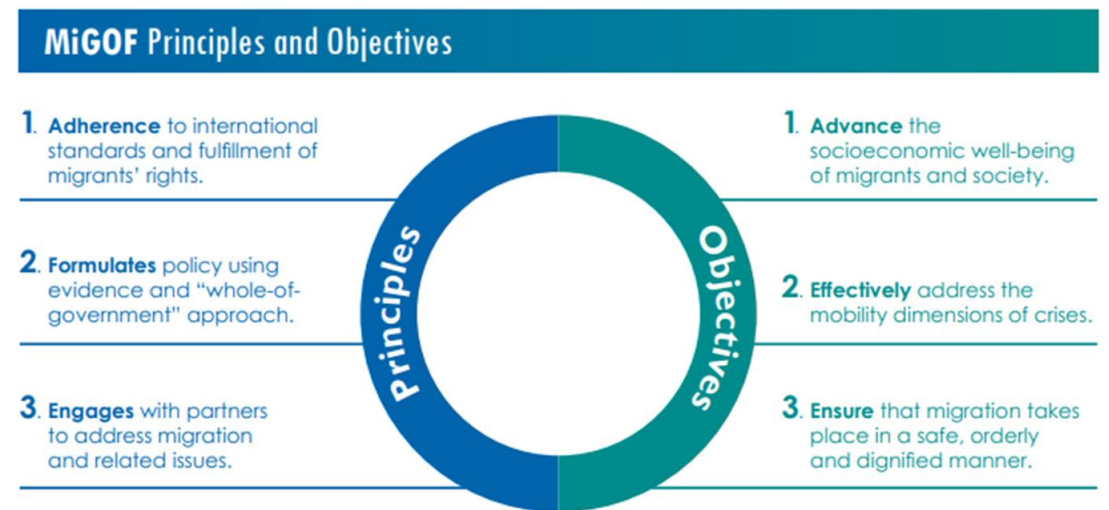 MiGOF Principles and Objectives
1. Adherence to international
standards and fulfillment of
migrants' rights.
2. Formulates policy using
evidence and “whole-of-
government” approach.
3. Engages with partners
to address migration
and related issues.
Principles
Objectives
1. Advance the
socioeconomic well-being
of migrants and society.
2. Effectively address the
mobility dimensions of crises.
3. Ensure that migration takes
place in a safe, orderly
and dignified manner.